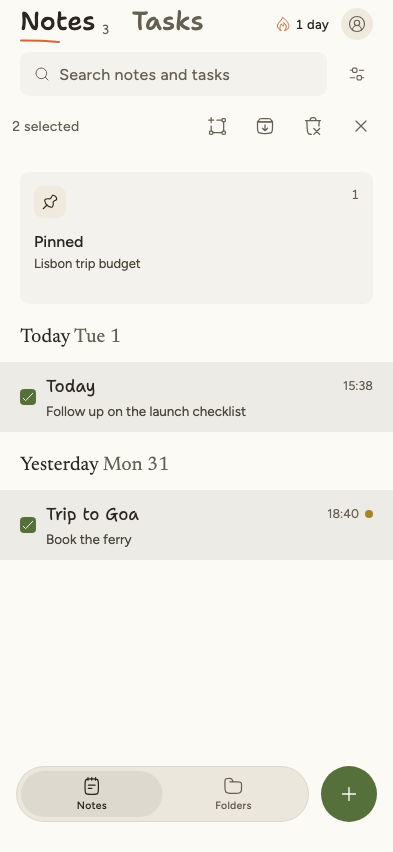 Notes 3 Tasks 1 day
Search notes and tasks
2 selected
1
Pinned
Lisbon trip budget
Today Tue 1
Today 15:38
Follow up on the launch checklist
Yesterday Mon 31
Trip to Goa 18:40
Book the ferry
Notes Folders